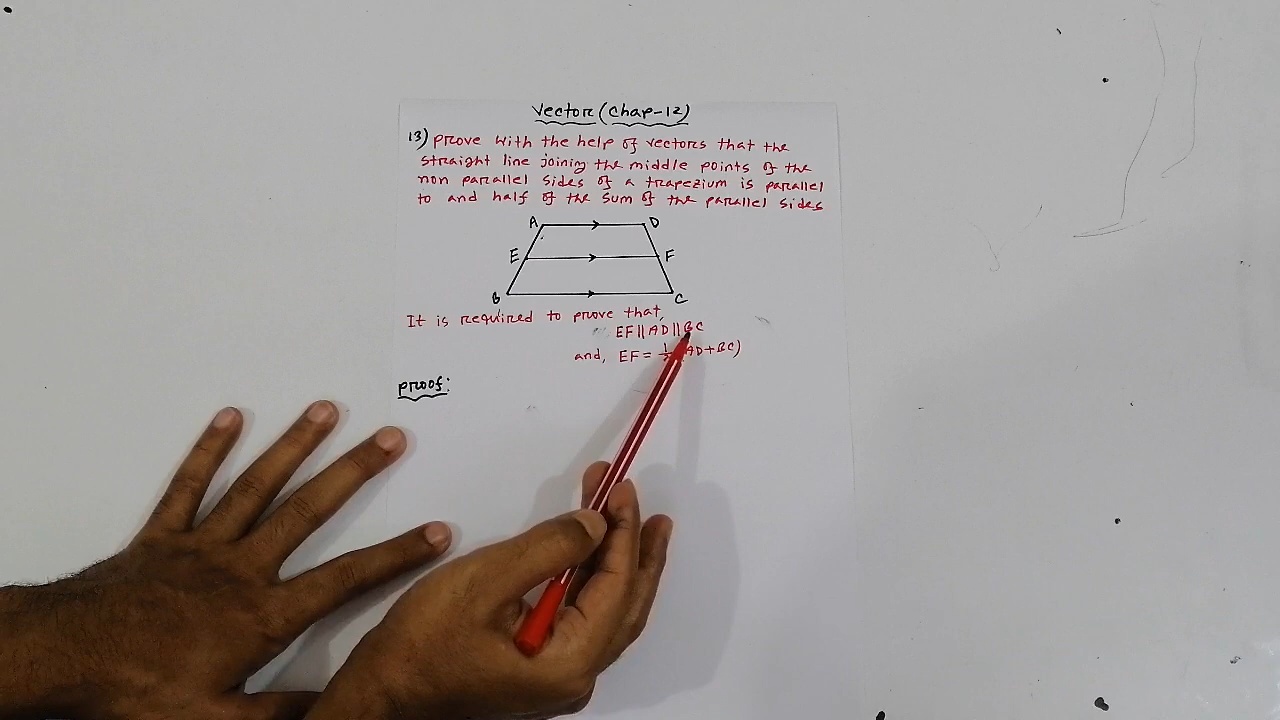 Vector (Chap-12)
13) Prove with the help of vectors that the
straight line joining the middle points of the
non parallel sides of a trapezium is parallel
to and half of the sum of the parallel sides
A D
E F
B C
It is required to prove that,
EF || AD || BC
and, EF = AD+BC)
Proof: